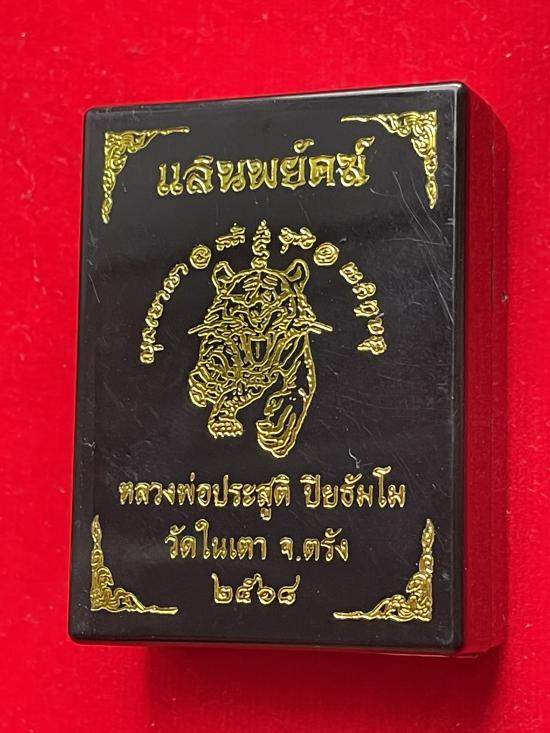 แสนพยัคฆ์
หลวงพ่อประสูติ ปิยธัมโม
วัดในเตา จ.ตรัง
๒๕๖๘